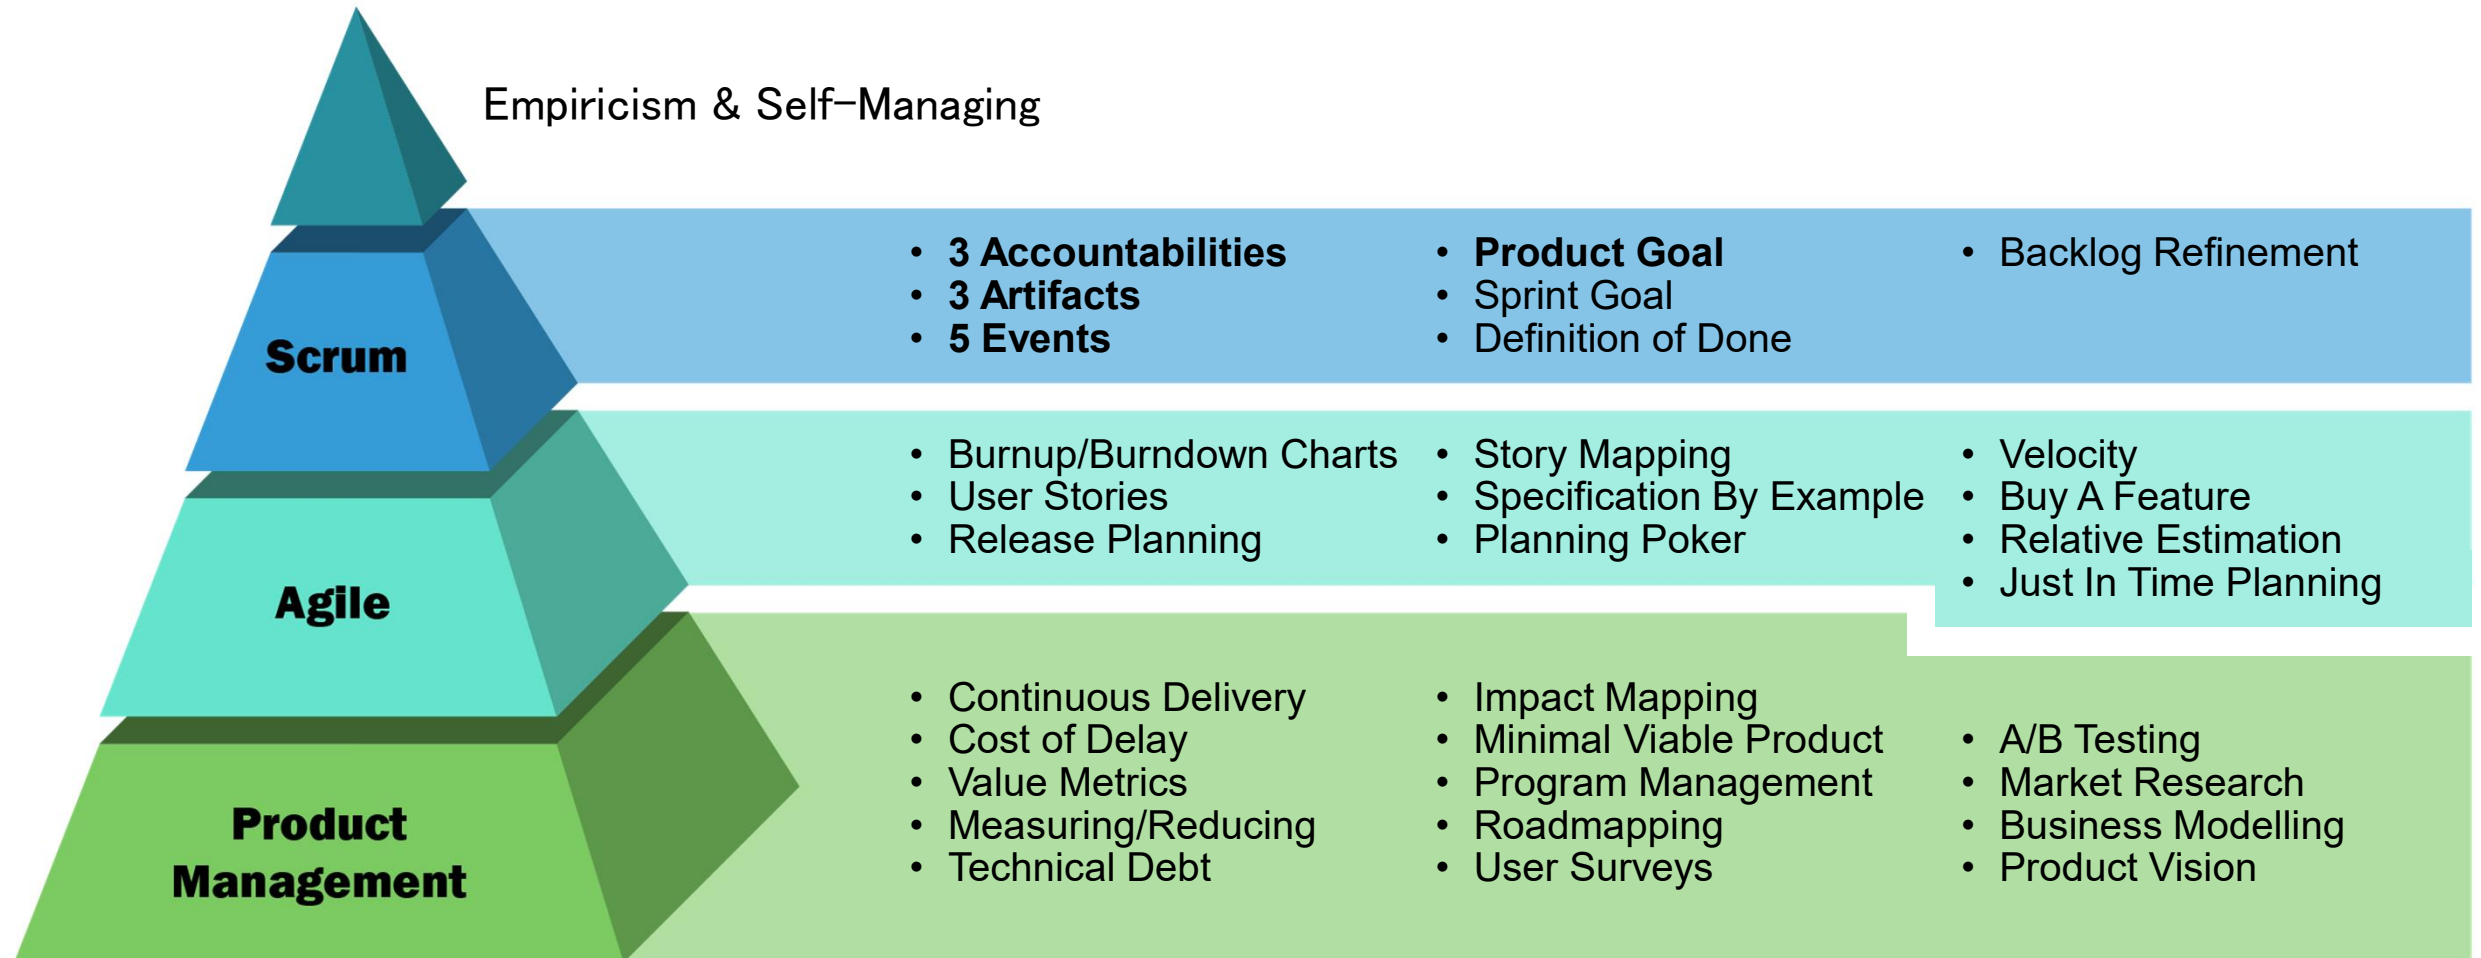 Empiricism & Self-Managing
Scrum
• 3 Accountabilities
• 3 Artifacts
• 5 Events
• Product Goal
• Sprint Goal
• Definition of Done
• Backlog Refinement
Agile
• Burnup/Burndown Charts
• User Stories
• Release Planning
• Story Mapping
• Specification By Example
• Planning Poker
• Velocity
• Buy A Feature
• Relative Estimation
• Just In Time Planning
Product
Management
• Continuous Delivery
• Cost of Delay
• Value Metrics
• Measuring/Reducing
• Technical Debt
• Impact Mapping
• Minimal Viable Product
• Program Management
• Roadmapping
• User Surveys
• A/B Testing
• Market Research
• Business Modelling
• Product Vision